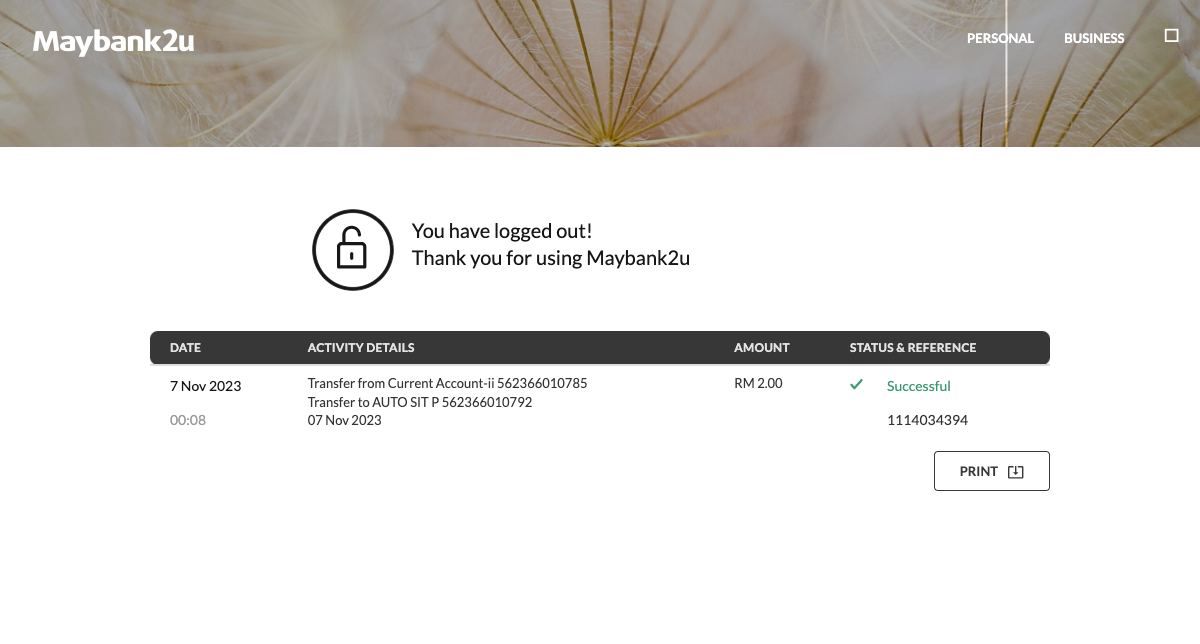 Maybank2u
PERSONAL BUSINESS
You have logged out!
Thank you for using Maybank2u
DATE ACTIVITY DETAILS AMOUNT STATUS & REFERENCE
7 Nov 2023 Transfer from Current Account-ii 562366010785 RM 2.00 Successful
Transfer to AUTO SIT P 562366010792
00:08 07 Nov 2023 1114034394
PRINT